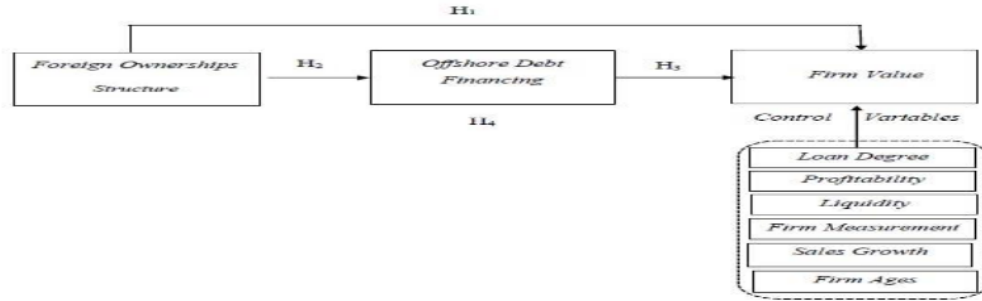 H₁
Foreign Ownerships
Structure
H₂
Offshore Debt
Financing
H₃
Firm Value
H₄
Control Variables
Loan Degree
Profitability
Liquidity
Firm Measurement
Sales Growth
Firm Ages